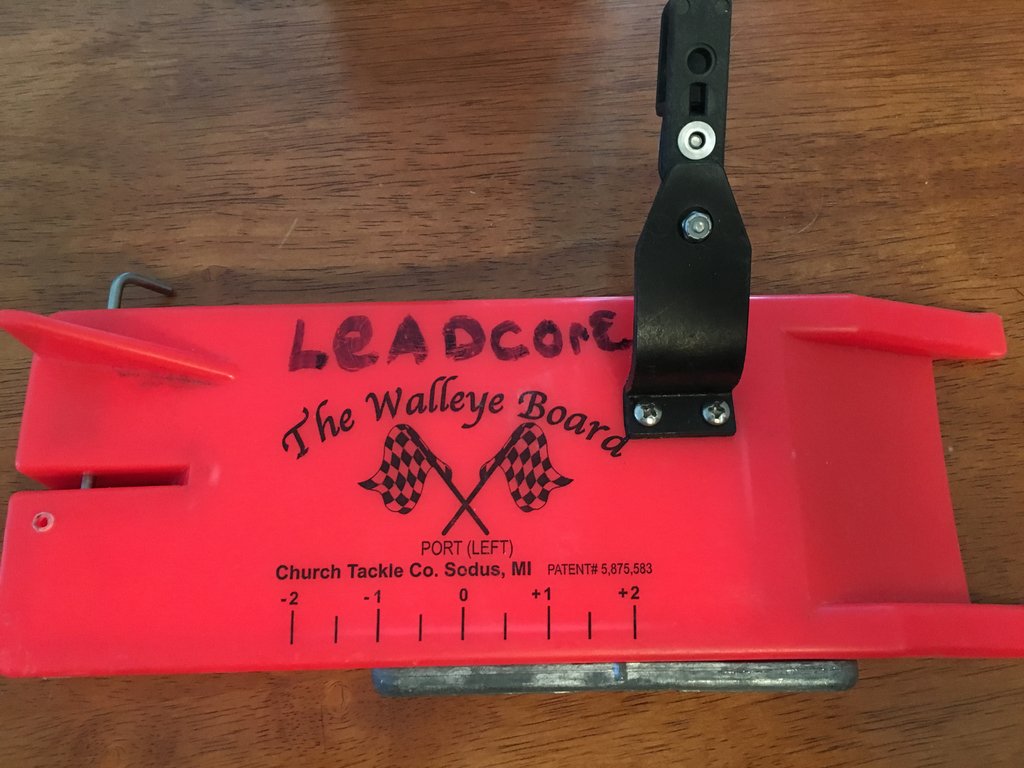 LeADCOrE
The Walleye Board
PORT (LEFT)
Church Tackle Co. Sodus, MI PATENT# 5,875,583
-2 -1 0 +1 +2